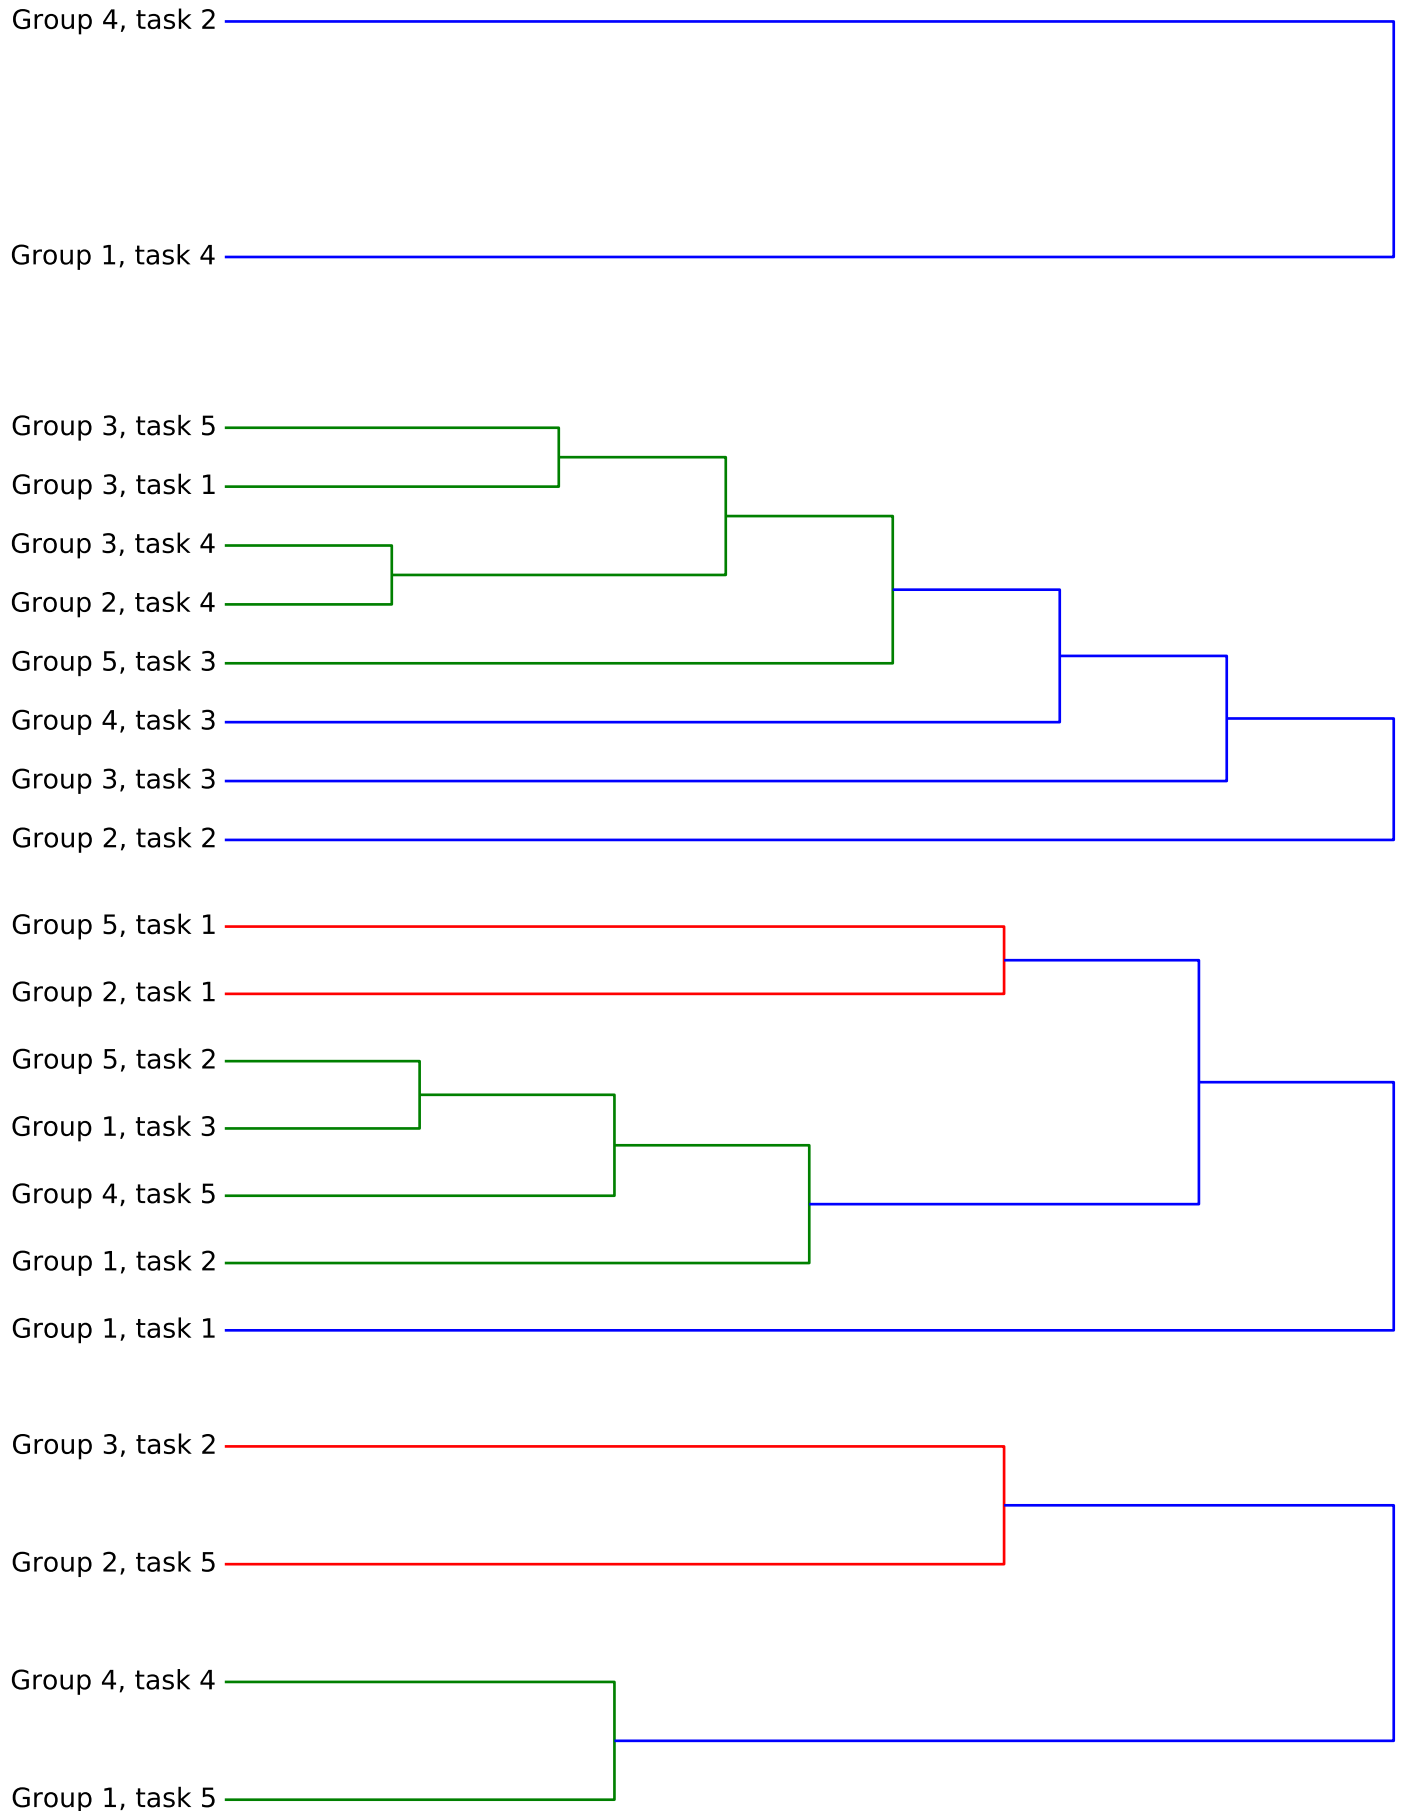 Group 4, task 2
Group 1, task 4
Group 3, task 5
Group 3, task 1
Group 3, task 4
Group 2, task 4
Group 5, task 3
Group 4, task 3
Group 3, task 3
Group 2, task 2
Group 5, task 1
Group 2, task 1
Group 5, task 2
Group 1, task 3
Group 4, task 5
Group 1, task 2
Group 1, task 1
Group 3, task 2
Group 2, task 5
Group 4, task 4
Group 1, task 5